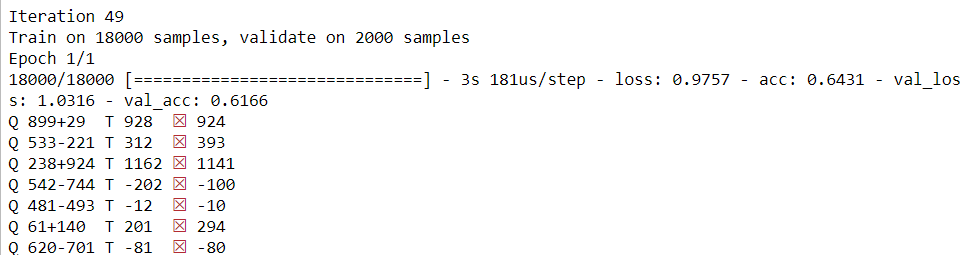 Iteration 49
Train on 18000 samples, validate on 2000 samples
Epoch 1/1
18000/18000 [==============================] - 3s 181us/step - loss: 0.9757 - acc: 0.6431 - val_los
s: 1.0316 - val_acc: 0.6166
Q 899+29  T 928  ☒ 924
Q 533-221 T 312  ☒ 393
Q 238+924 T 1162 ☒ 1141
Q 542-744 T -202 ☒ -100
Q 481-493 T -12  ☒ -10
Q 61+140  T 201  ☒ 294
Q 620-701 T -81  ☒ -80